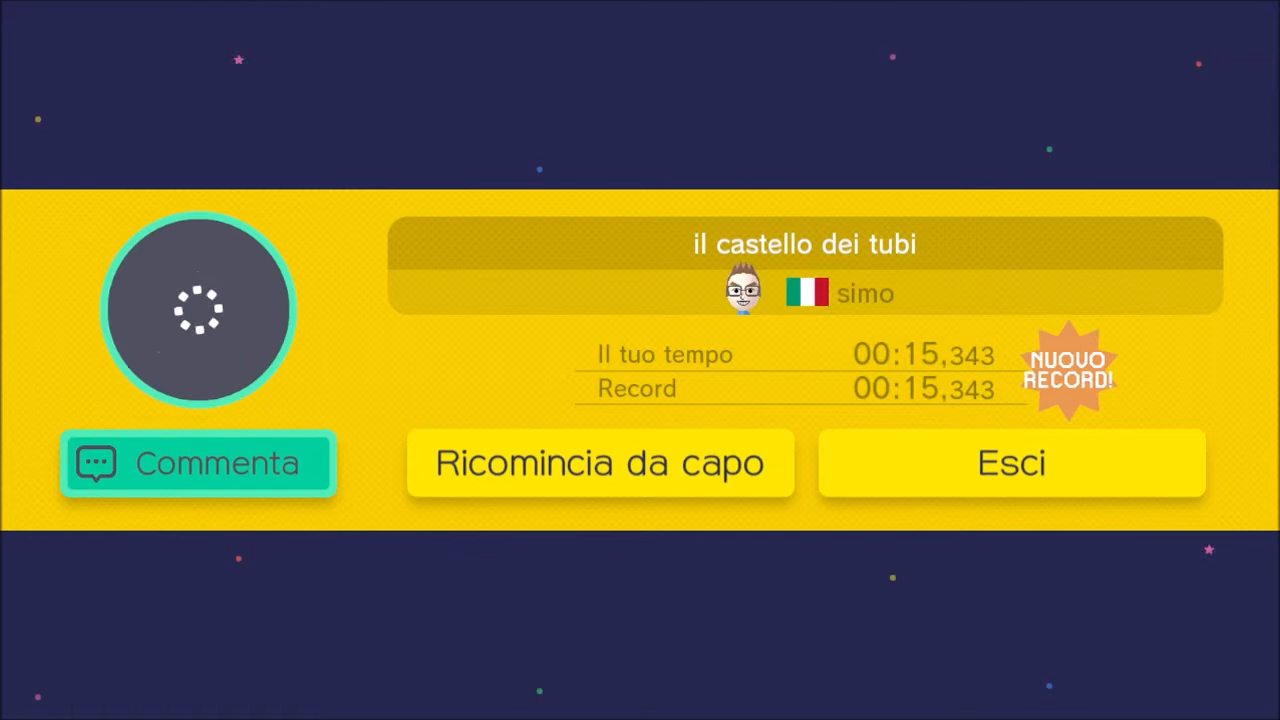 il castello dei tubi
simo
Il tuo tempo 00:15,343
Record 00:15,343
NUOVO
RECORD!
Commenta
Ricomincia da capo
Esci